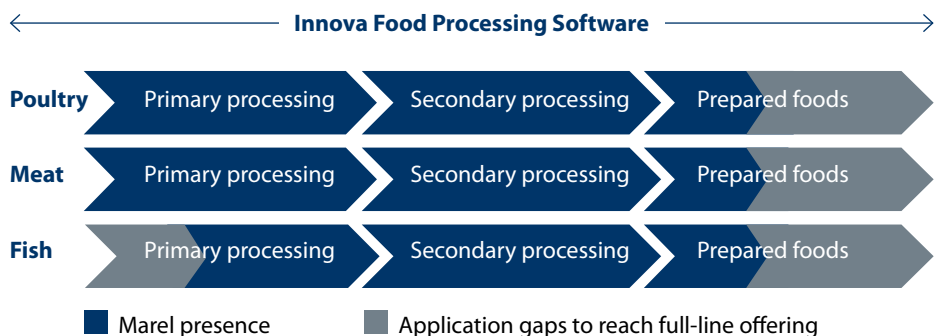 Innova Food Processing Software
Poultry Primary processing Secondary processing Prepared foods
Meat Primary processing Secondary processing Prepared foods
Fish Primary processing Secondary processing Prepared foods
Marel presence Application gaps to reach full-line offering